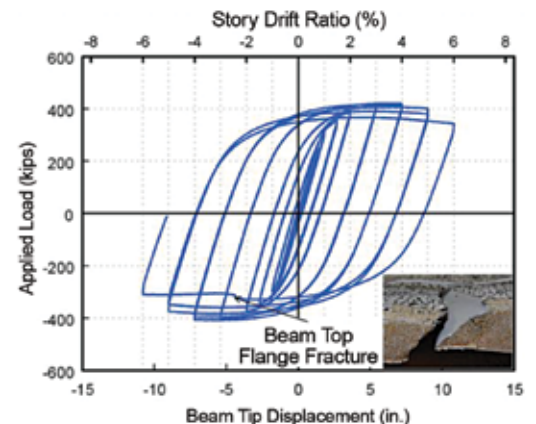 Story Drift Ratio (%)
-8 -6 -4 -2 0 2 4 6 8
600
400
200
0
-200
-400
-600
Applied Load (kips)
Beam Top
Flange Fracture
-15 -10 -5 0 5 10 15
Beam Tip Displacement (in.)